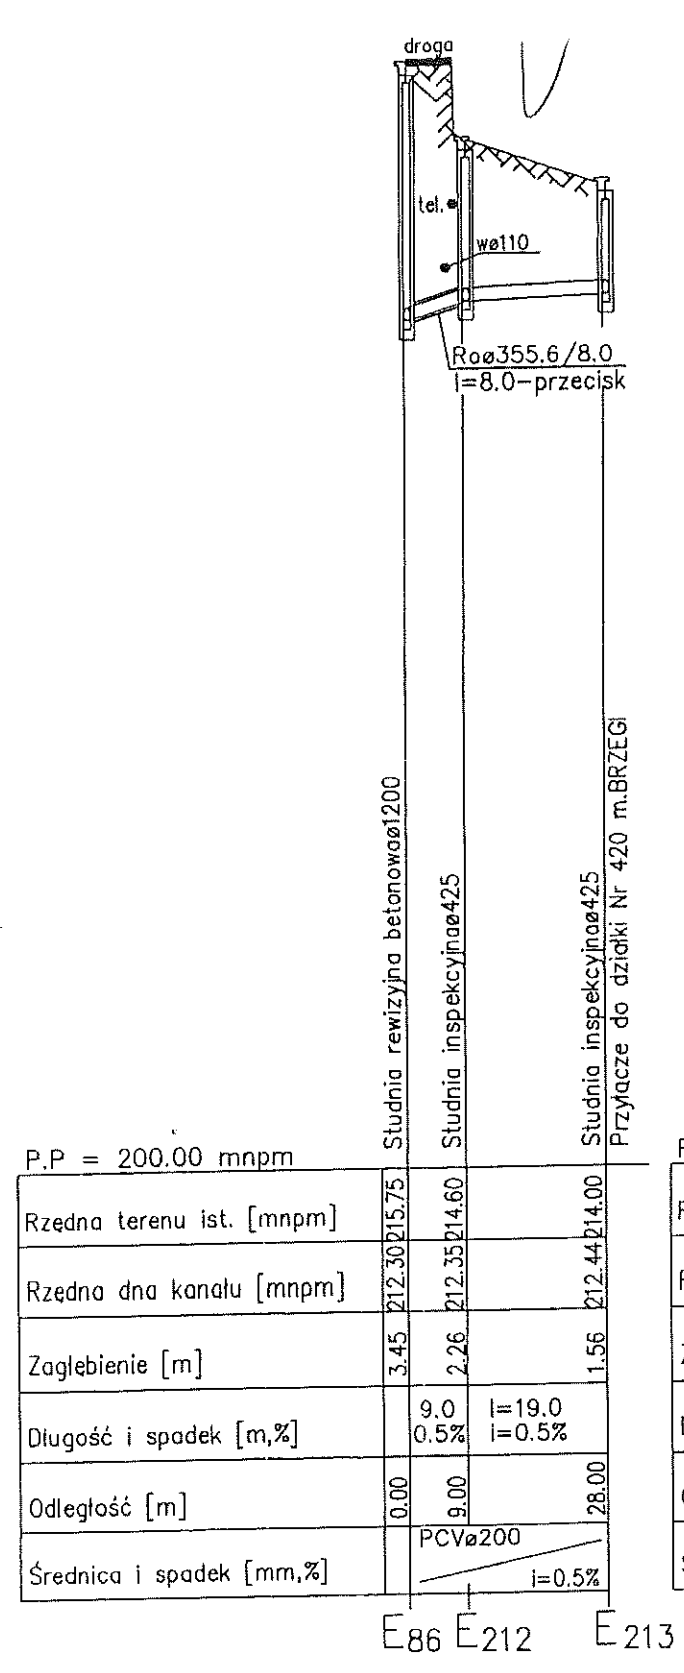 droga
tel.
wø110
Roø355.6/8.0
l=8.0-przecisk
Studnia rewizyjna betonowaø1200
Studnia inspekcyjnaø425
Studnia inspekcyjnaø425
Przyłącze do działki Nr 420 m.BRZEGI
P.P = 200.00 mnpm
Rzędna terenu ist. [mnpm] 215.75 214.60 214.00
Rzędna dna kanału [mnpm] 212.30 212.35 212.44
Zagłębienie [m] 3.45 2.26 1.56
9.0 l=19.0
Długość i spadek [m,%] 0.5% i=0.5%
Odległość [m] 0.00 9.00 28.00
PCVø200
Średnica i spadek [mm,%] i=0.5%
E86 E212 E213